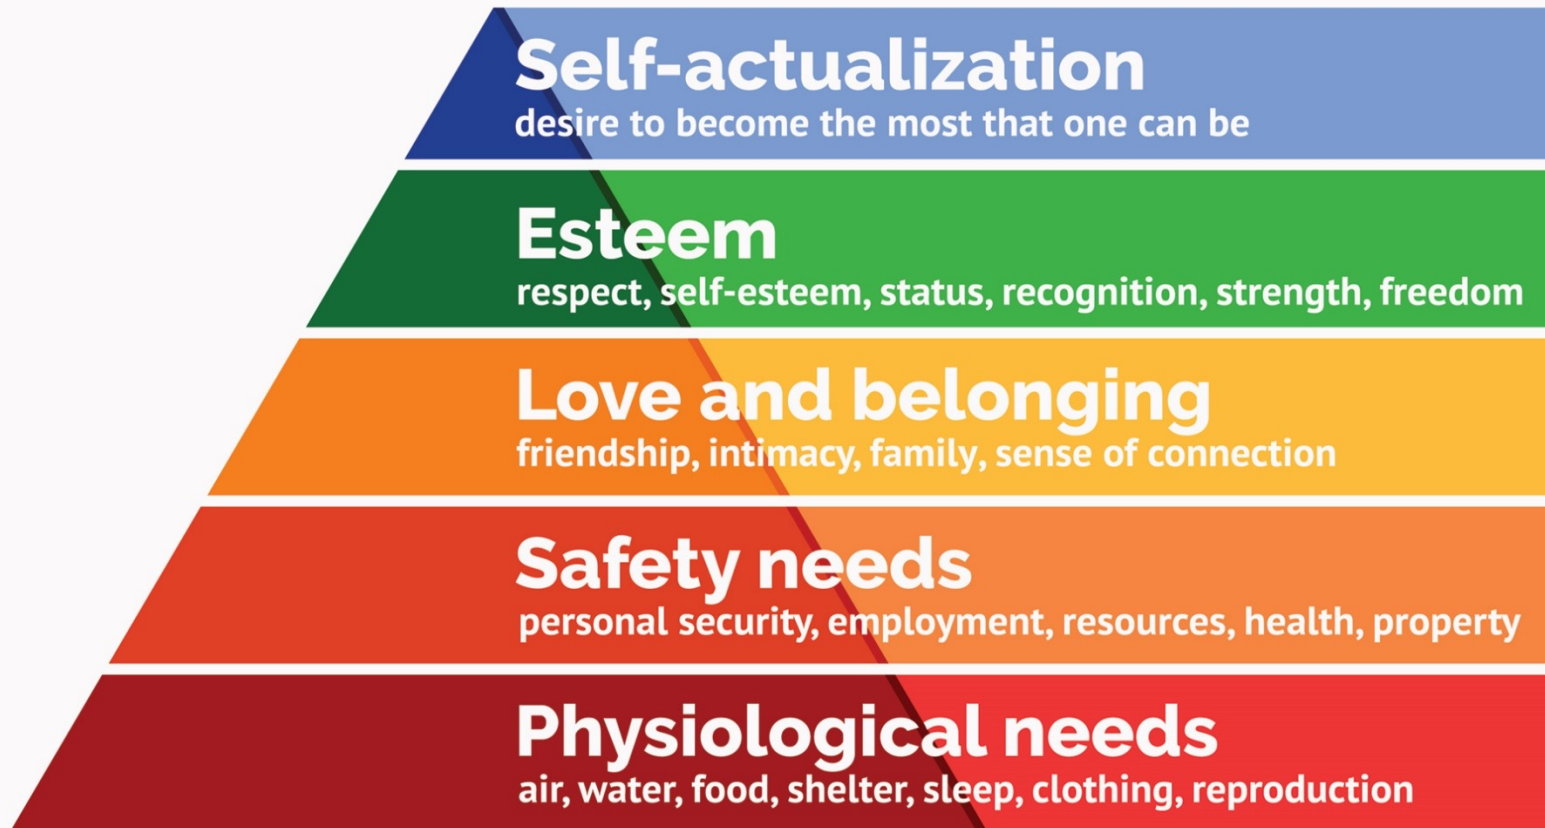 Self-actualization
desire to become the most that one can be
Esteem
respect, self-esteem, status, recognition, strength, freedom
Love and belonging
friendship, intimacy, family, sense of connection
Safety needs
personal security, employment, resources, health, property
Physiological needs
air, water, food, shelter, sleep, clothing, reproduction